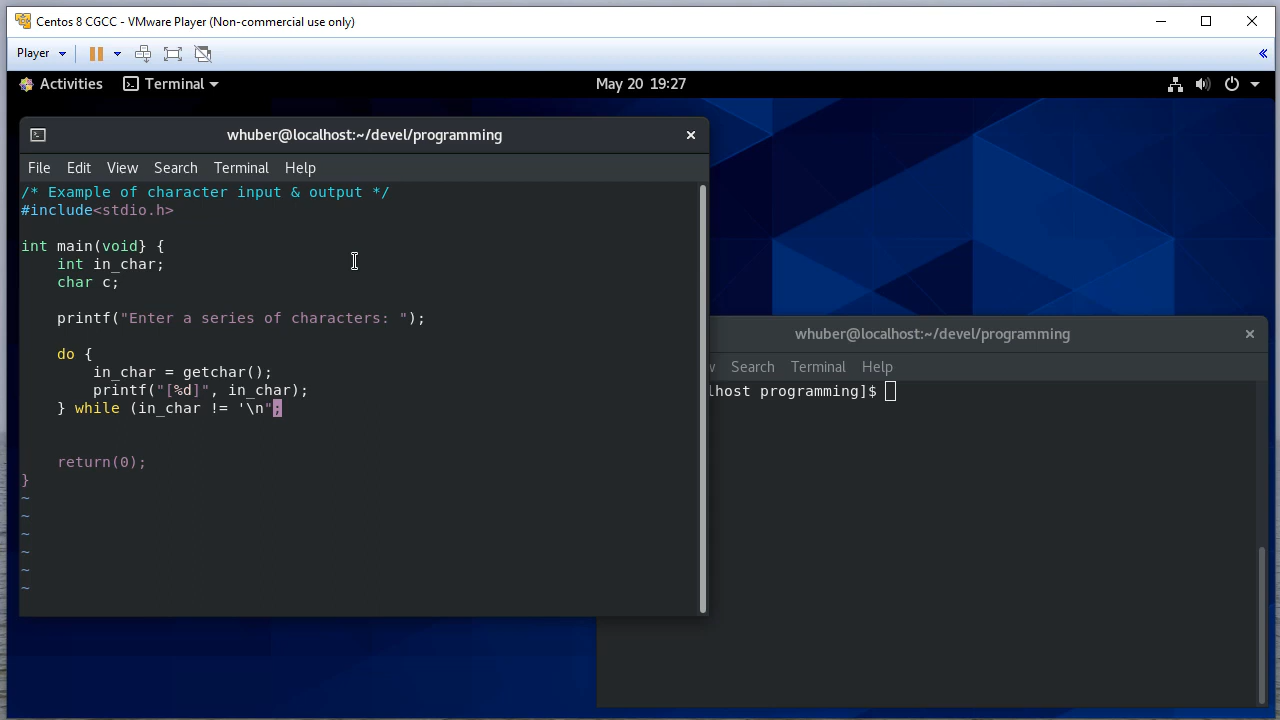 Centos 8 CGCC - VMware Player (Non-commercial use only)
Player
Activities Terminal May 20 19:27
whuber@localhost:~/devel/programming
File Edit View Search Terminal Help
/* Example of character input & output */
#include<stdio.h>
int main(void} {
    int in_char;
    char c;
    printf("Enter a series of characters: ");
    do {
        in_char = getchar();
        printf("[%d]", in_char);
    } while (in_char != '\n";
    return(0);
}
~
~
~
~
~
~
whuber@localhost:~/devel/programming
w Search Terminal Help
lhost programming]$